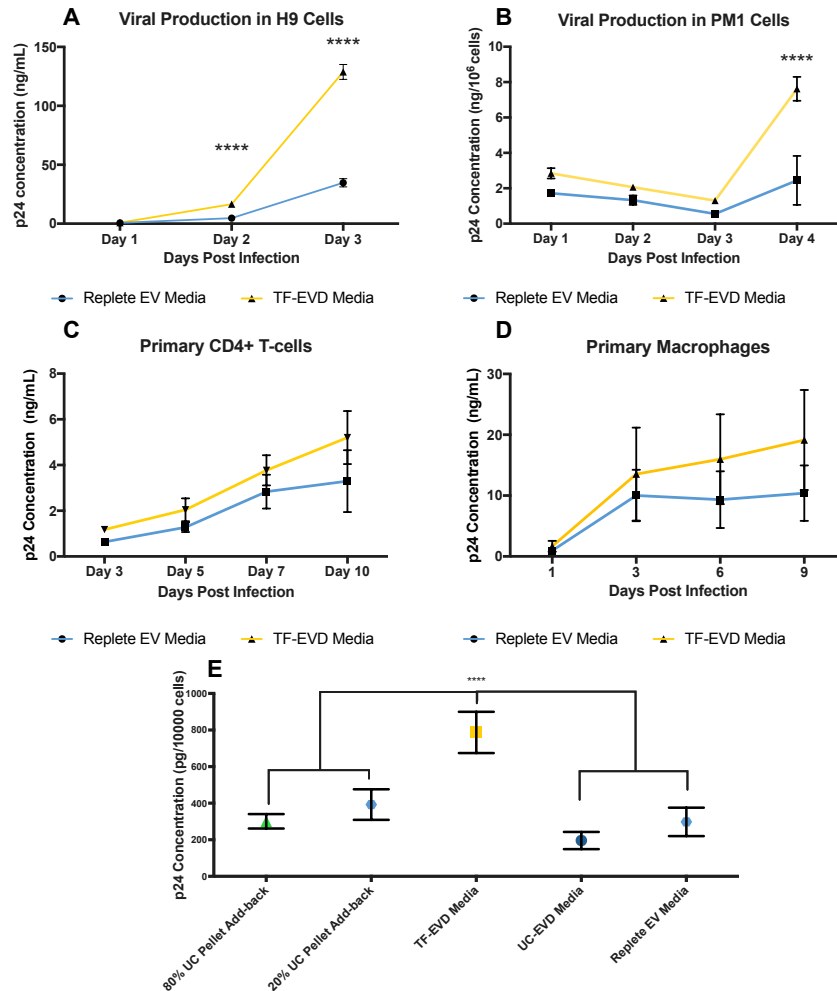 A
Viral Production in H9 Cells
p24 concentration (ng/mL)
150
100
50
0
****
****
Day 1
Day 2
Day 3
Days Post Infection
Replete EV Media
TF-EVD Media
B
Viral Production in PM1 Cells
p24 Concentration (ng/10⁶ cells)
8
6
4
2
0
****
Day 1
Day 2
Day 3
Day 4
Days Post Infection
Replete EV Media
TF-EVD Media
C
Primary CD4+ T-cells
p24 Concentration (ng/mL)
8
6
4
2
0
Day 3
Day 5
Day 7
Day 10
Days Post Infection
Replete EV Media
TF-EVD Media
D
Primary Macrophages
p24 Concentration (ng/mL)
30
20
10
0
1
3
6
9
Days Post Infection
Replete EV Media
TF-EVD Media
E
p24 Concentration (pg/10000 cells)
1000
800
600
400
200
0
****
80% UC Pellet Add-back
20% UC Pellet Add-back
TF-EVD Media
UC-EVD Media
Replete EV Media